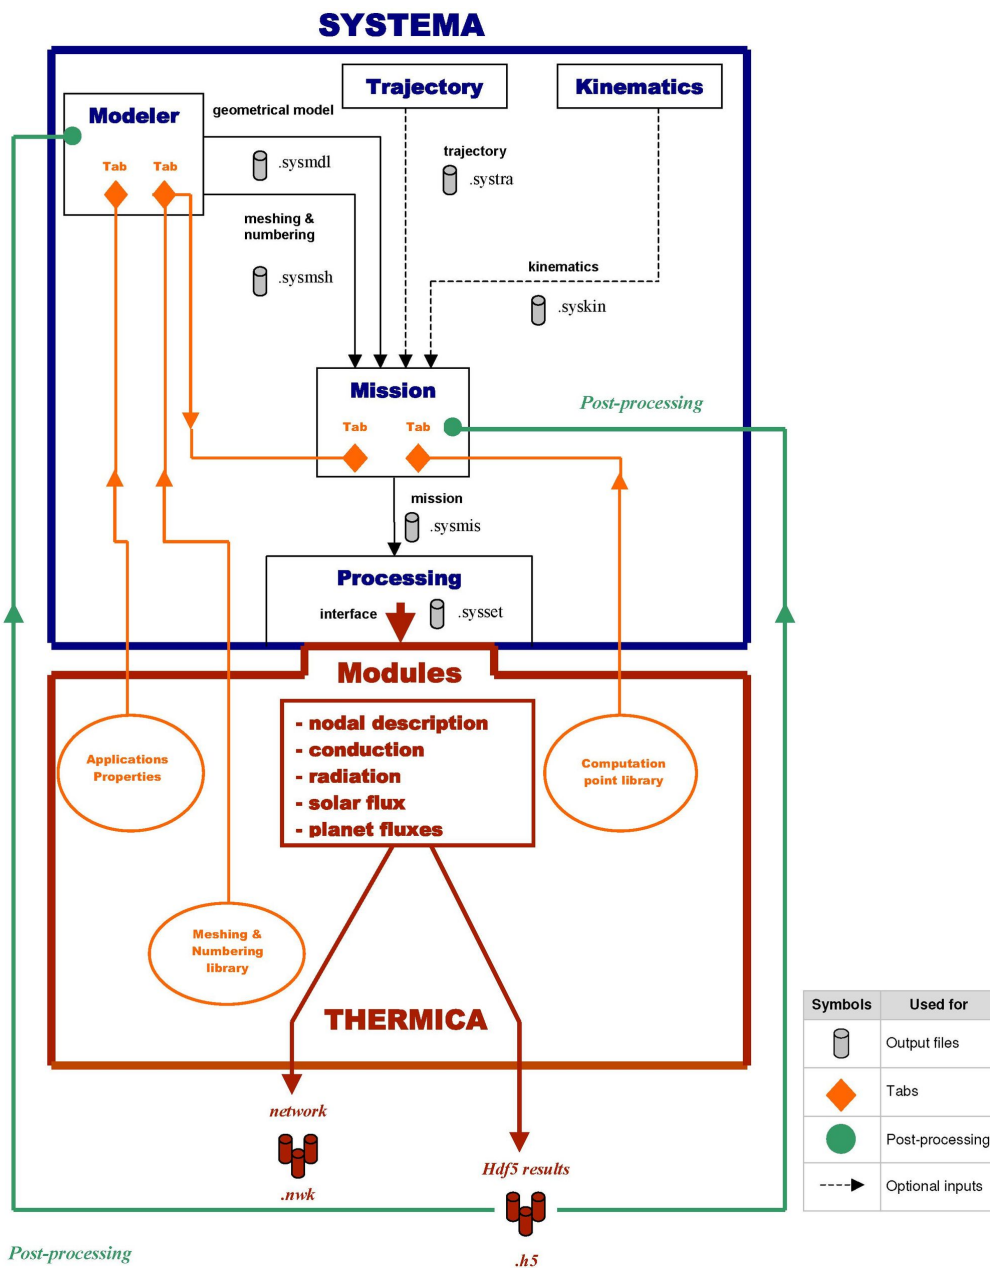 SYSTEMA
Trajectory
Kinematics
Modeler
geometrical model
.sysmdl
trajectory
.systra
Tab
Tab
meshing &
numbering
.sysmsh
kinematics
.syskin
Mission
Post-processing
Tab
Tab
mission
.sysmis
Processing
interface
.sysset
Modules
- nodal description
- conduction
- radiation
- solar flux
- planet fluxes
Applications
Properties
Computation
point library
Meshing &
Numbering
library
THERMICA
Symbols
Used for
Output files
Tabs
Post-processing
Optional inputs
network
.nwk
Hdf5 results
.h5
Post-processing